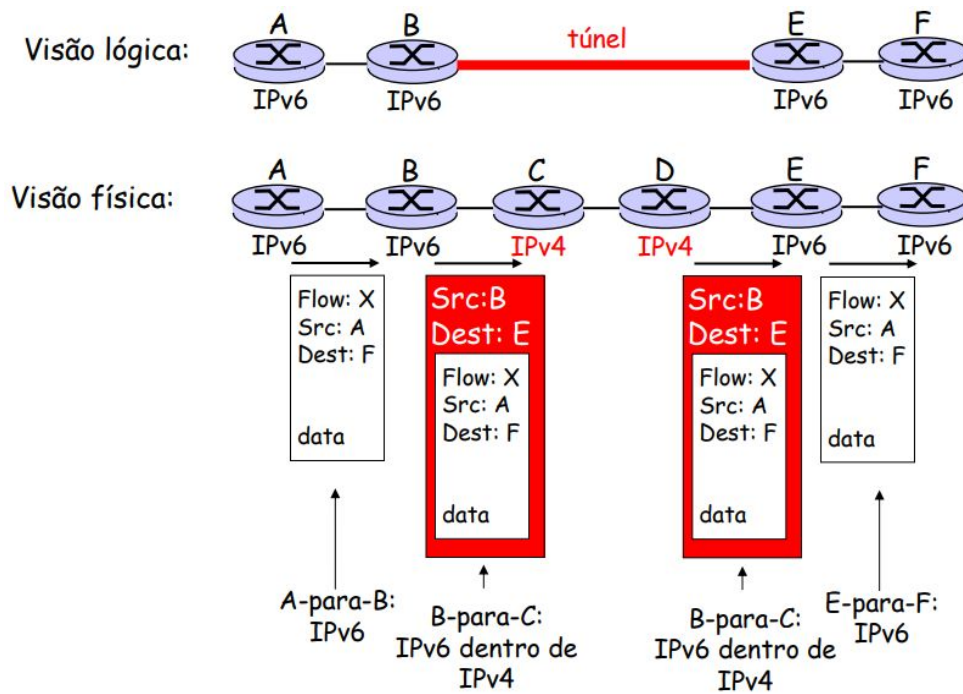 A B E F
Visão lógica: túnel
IPv6 IPv6 IPv6 IPv6
A B C D E F
Visão física:
IPv6 IPv6 IPv4 IPv4 IPv6 IPv6
Flow: X
Src: A
Dest: F
data
Src:B
Dest: E
Flow: X
Src: A
Dest: F
data
Src:B
Dest: E
Flow: X
Src: A
Dest: F
data
Flow: X
Src: A
Dest: F
data
A-para-B:
IPv6
B-para-C:
IPv6 dentro de
IPv4
B-para-C:
IPv6 dentro de
IPv4
E-para-F:
IPv6